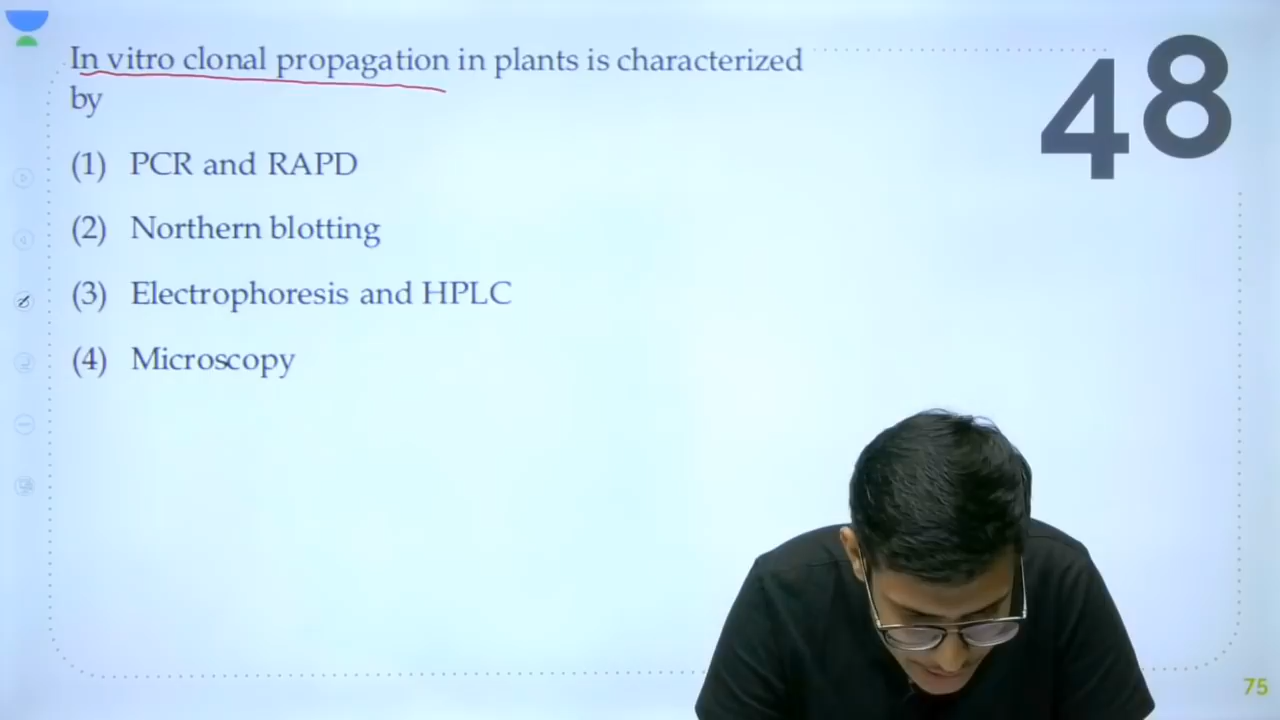 In vitro clonal propagation in plants is characterized
by
48
(1) PCR and RAPD
(2) Northern blotting
(3) Electrophoresis and HPLC
(4) Microscopy
75